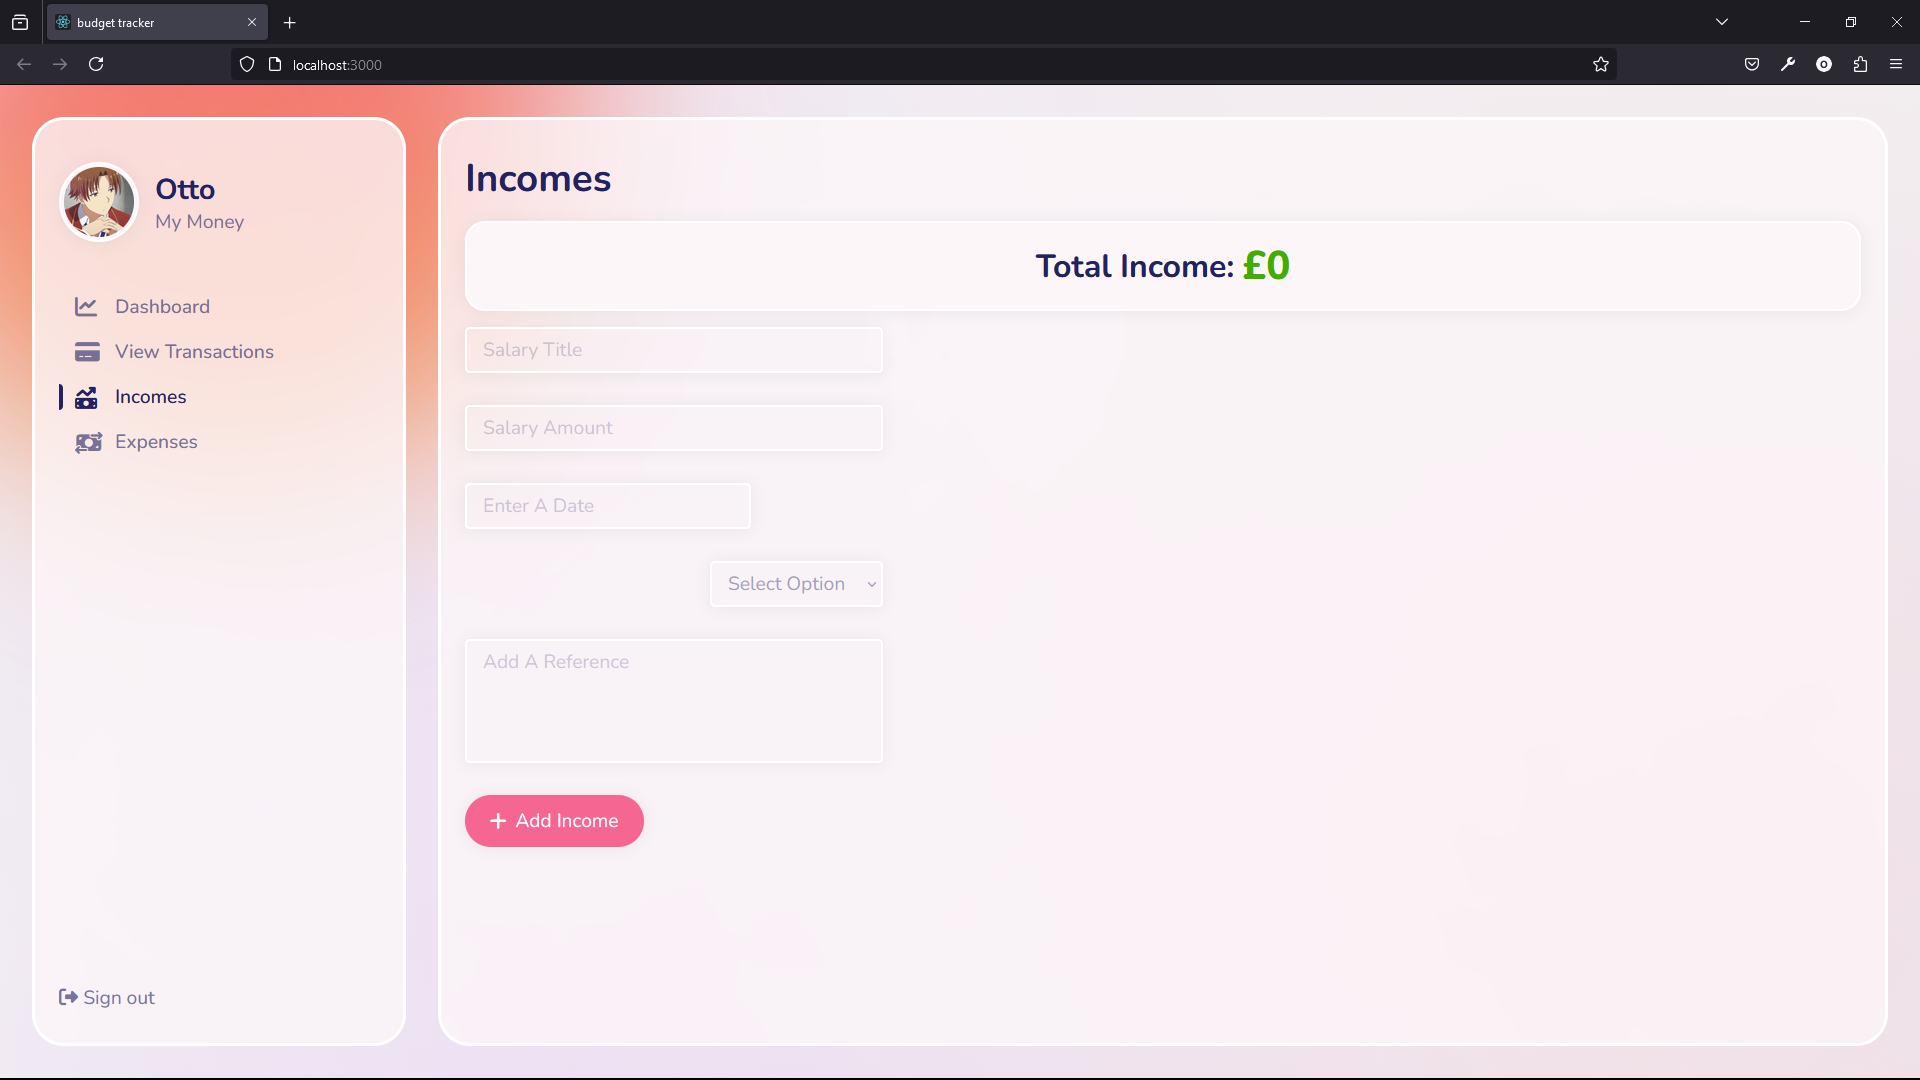 budget tracker
localhost:3000
Otto
My Money
Dashboard
View Transactions
Incomes
Expenses
Sign out
Incomes
Total Income: £0
Salary Title
Salary Amount
Enter A Date
Select Option
Add A Reference
Add Income